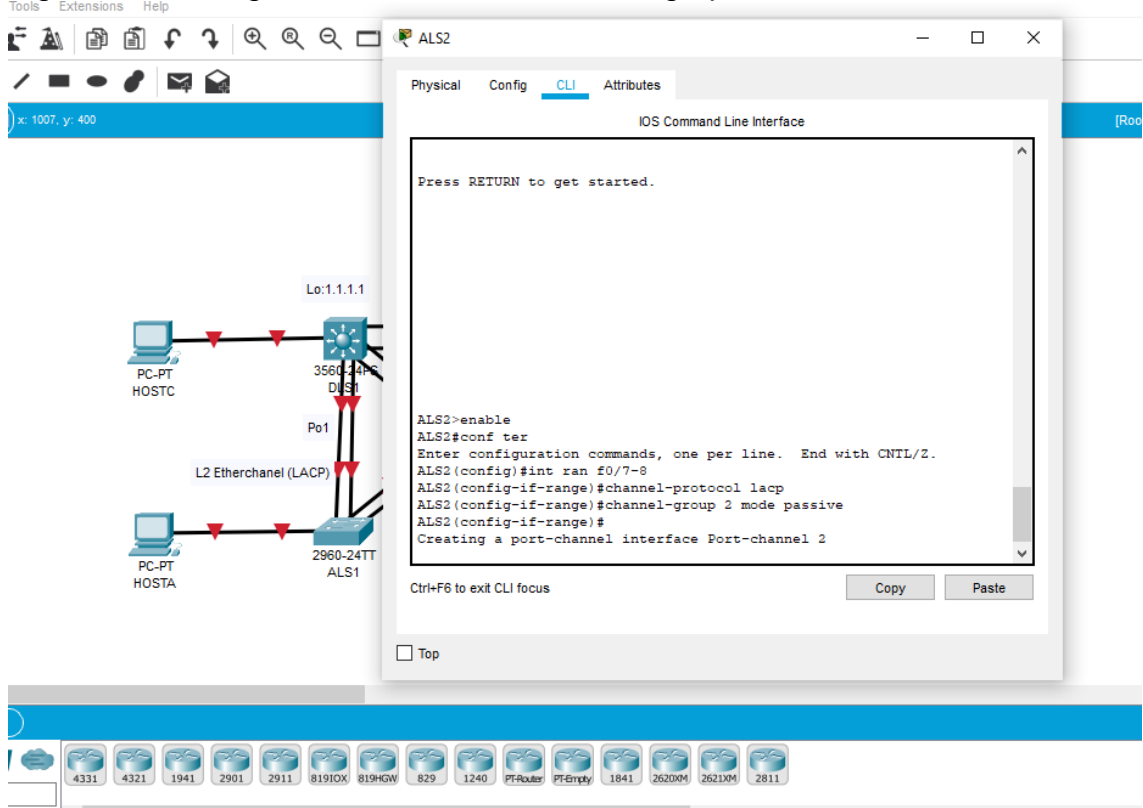 Tools Extensions Help
ALS2
Physical Config CLI Attributes
x: 1007, y: 400
IOS Command Line Interface
[Roo
Press RETURN to get started.
Lo:1.1.1.1
PC-PT
HOSTC
3560-24PS
DLS1
Po1
L2 Etherchanel (LACP)
PC-PT
HOSTA
2960-24TT
ALS1
ALS2>enable
ALS2#conf ter
Enter configuration commands, one per line. End with CNTL/Z.
ALS2(config)#int ran f0/7-8
ALS2(config-if-range)#channel-protocol lacp
ALS2(config-if-range)#channel-group 2 mode passive
ALS2(config-if-range)#
Creating a port-channel interface Port-channel 2
Ctrl+F6 to exit CLI focus
Copy Paste
Top
4331 4321 1941 2901 2911 819IOX 819HGW 829 1240 PT-Router PT-Empty 1841 2620XM 2621XM 2811